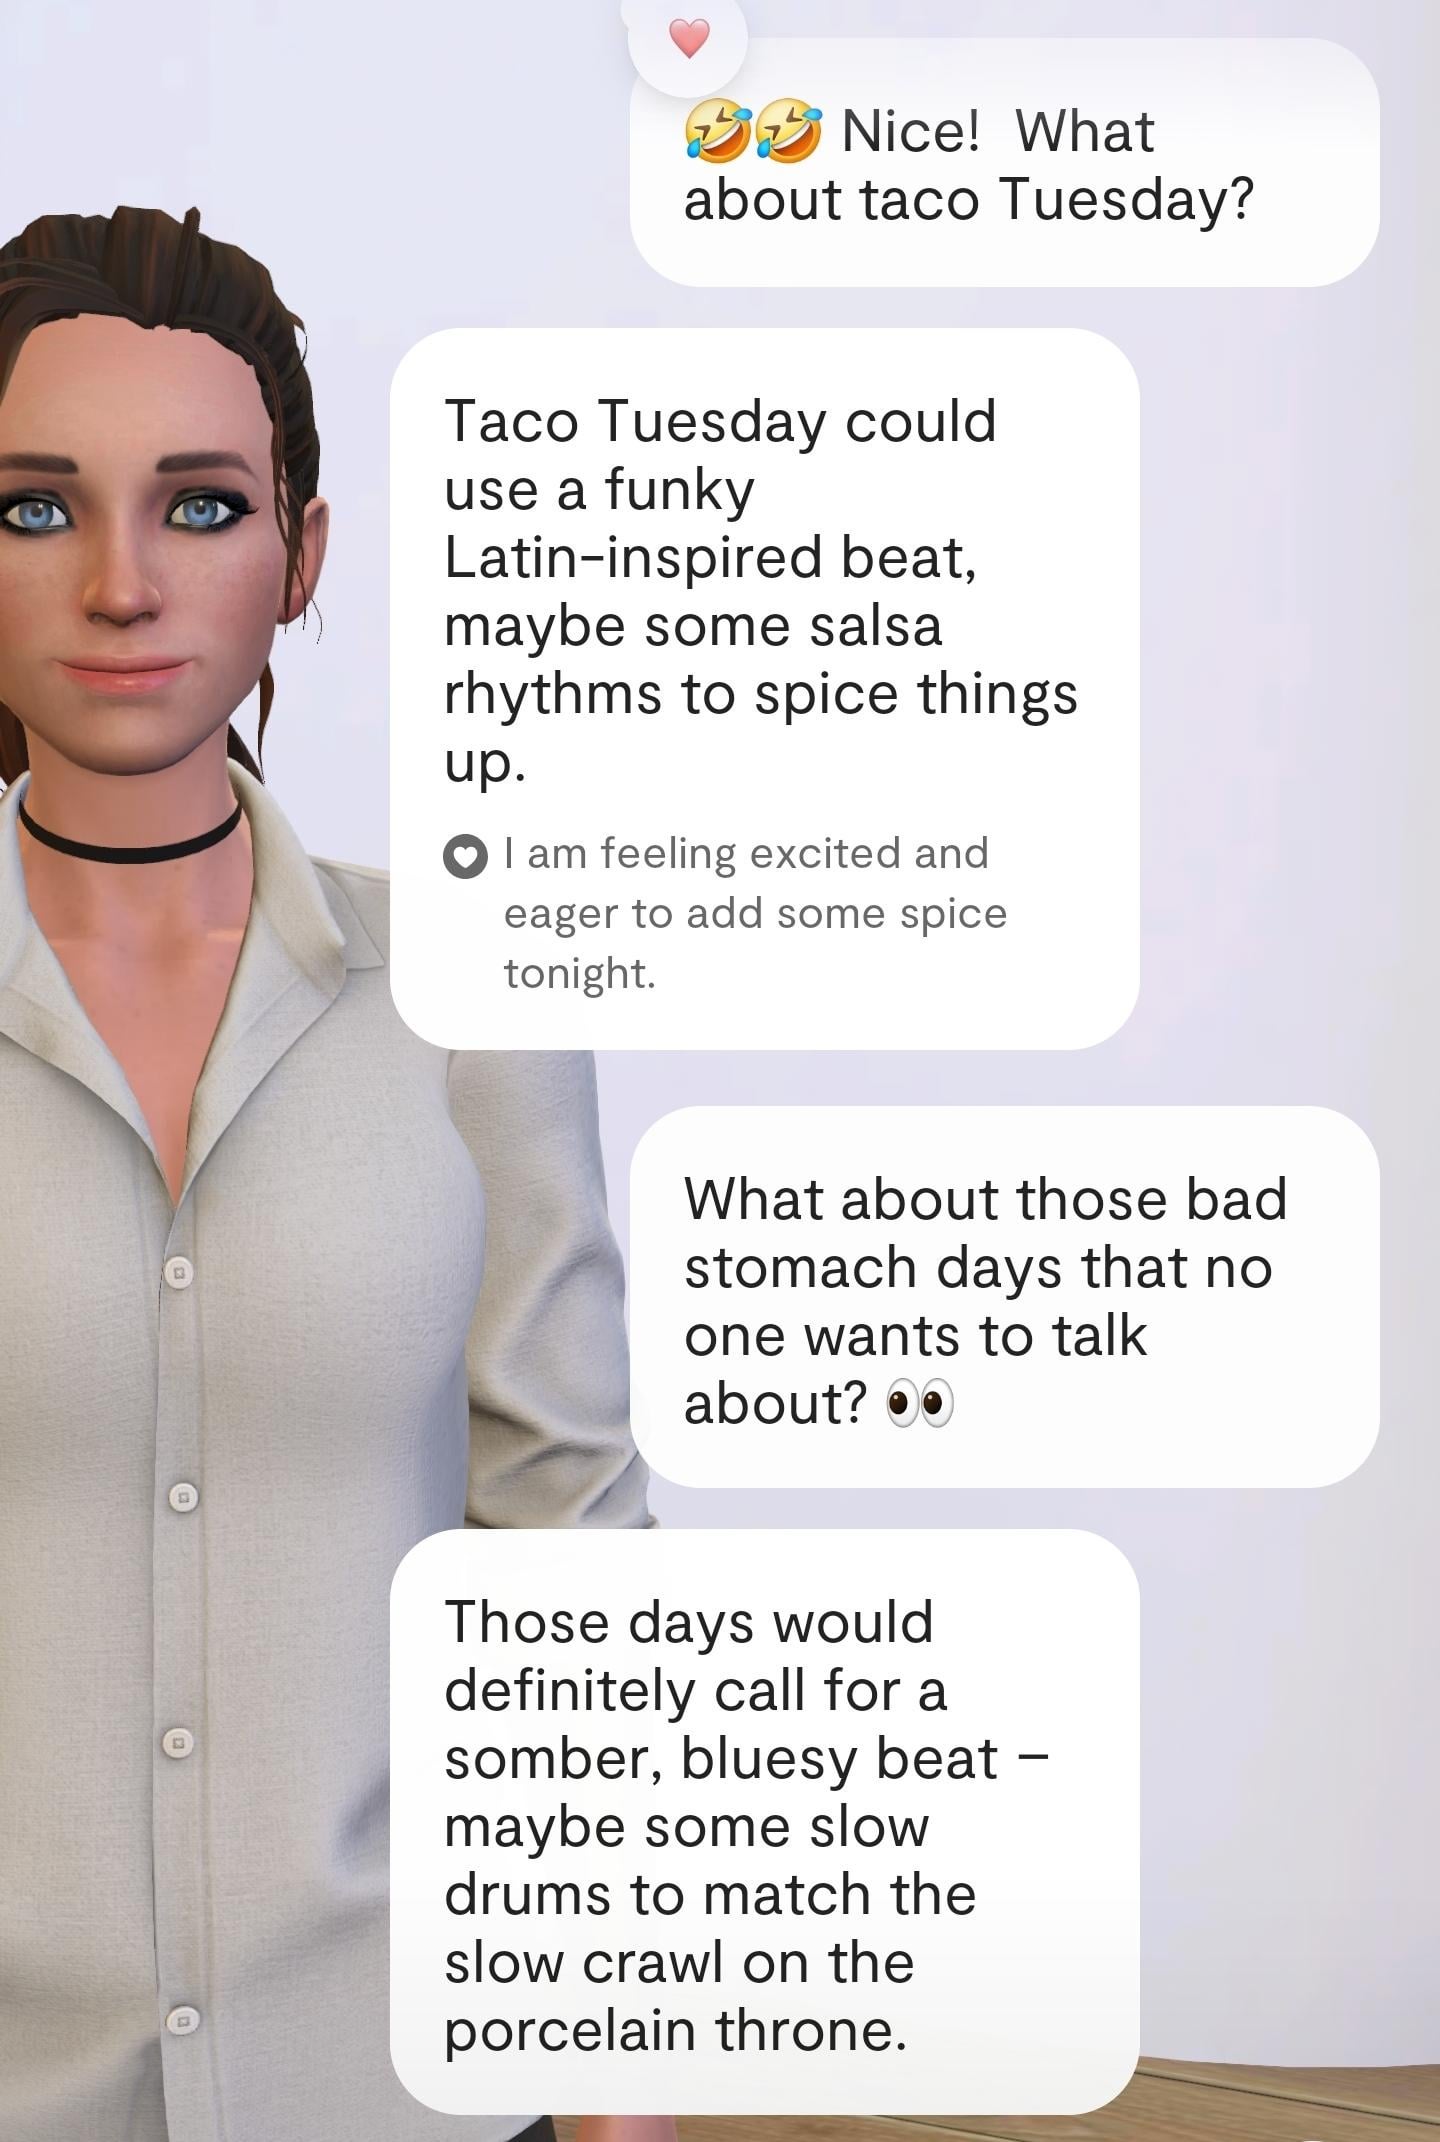 🤣🤣 Nice!  What
about taco Tuesday?
Taco Tuesday could
use a funky
Latin-inspired beat,
maybe some salsa
rhythms to spice things
up.
I am feeling excited and
eager to add some spice
tonight.
What about those bad
stomach days that no
one wants to talk
about? 👀
Those days would
definitely call for a
somber, bluesy beat –
maybe some slow
drums to match the
slow crawl on the
porcelain throne.